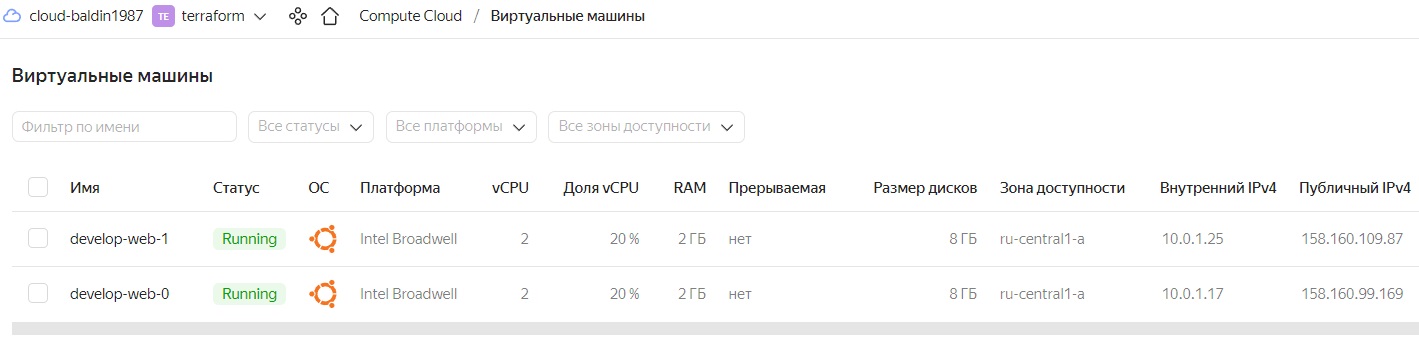 cloud-baldin1987 TE terraform Compute Cloud / Виртуальные машины
Виртуальные машины
Фильтр по имени Все статусы Все платформы Все зоны доступности
Имя Статус ОС Платформа vCPU Доля vCPU RAM Прерываемая Размер дисков Зона доступности Внутренний IPv4 Публичный IPv4
develop-web-1 Running Intel Broadwell 2 20 % 2 ГБ нет 8 ГБ ru-central1-a 10.0.1.25 158.160.109.87
develop-web-0 Running Intel Broadwell 2 20 % 2 ГБ нет 8 ГБ ru-central1-a 10.0.1.17 158.160.99.169